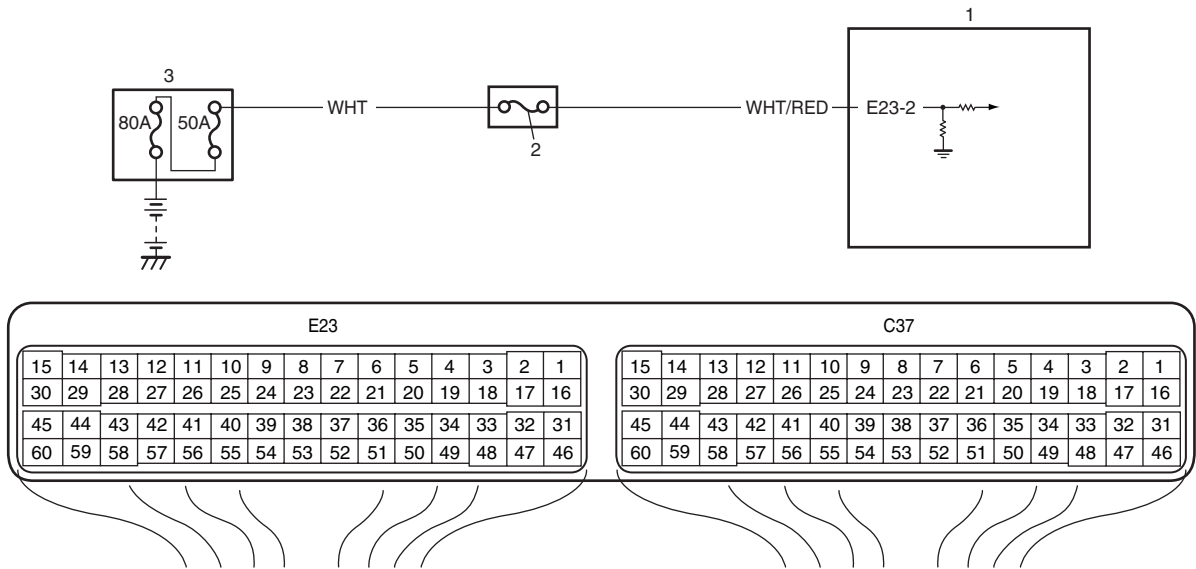 1
3
80A 50A WHT WHT/RED E23-2
2
E23 C37
15 14 13 12 11 10 9 8 7 6 5 4 3 2 1 15 14 13 12 11 10 9 8 7 6 5 4 3 2 1
30 29 28 27 26 25 24 23 22 21 20 19 18 17 16 30 29 28 27 26 25 24 23 22 21 20 19 18 17 16
45 44 43 42 41 40 39 38 37 36 35 34 33 32 31 45 44 43 42 41 40 39 38 37 36 35 34 33 32 31
60 59 58 57 56 55 54 53 52 51 50 49 48 47 46 60 59 58 57 56 55 54 53 52 51 50 49 48 47 46